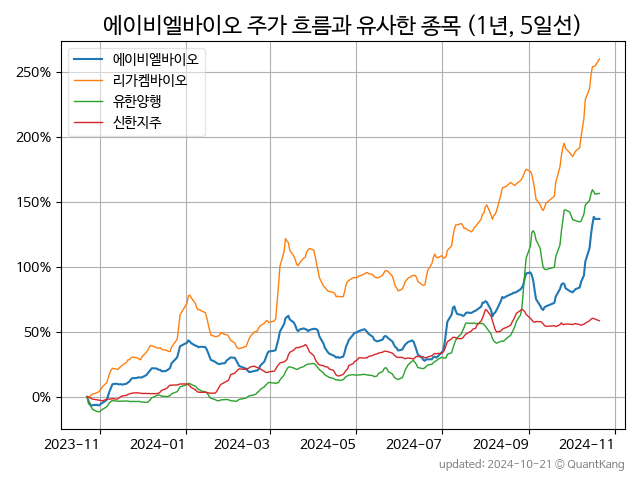 에이비엘바이오 주가 흐름과 유사한 종목 (1년, 5일선)
에이비엘바이오
리가켐바이오
유한양행
신한지주
250%
200%
150%
100%
50%
0%
2023-11 2024-01 2024-03 2024-05 2024-07 2024-09 2024-11
updated: 2024-10-21 © QuantKang